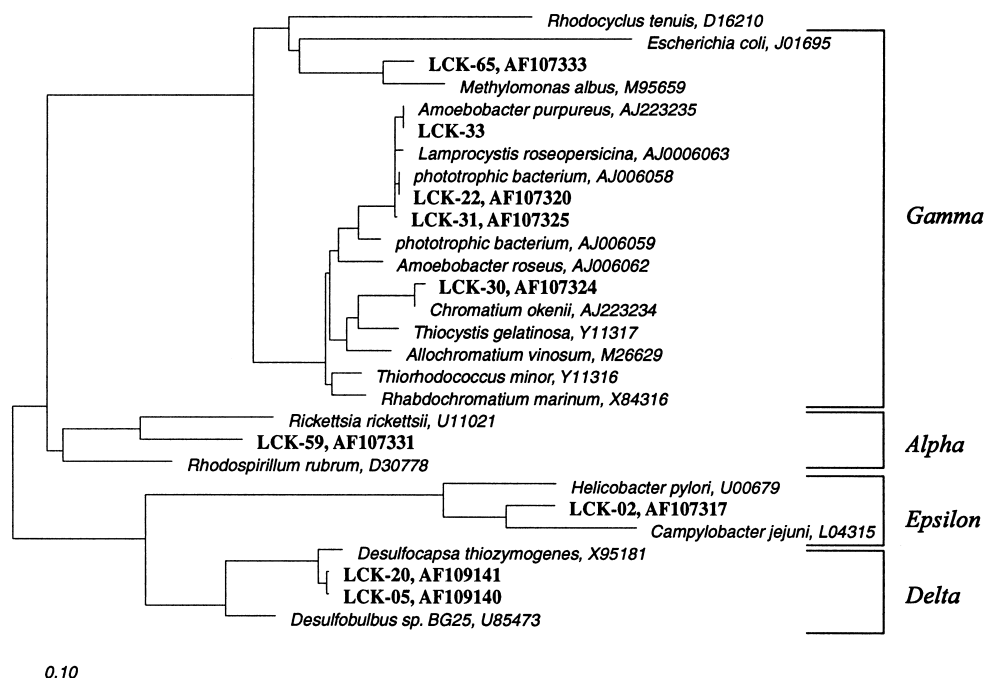 Rhodocyclus tenuis, D16210
Escherichia coli, J01695
LCK-65, AF107333
Methylomonas albus, M95659
Amoebobacter purpureus, AJ223235
LCK-33
Lamprocystis roseopersicina, AJ0006063
phototrophic bacterium, AJ006058
LCK-22, AF107320
LCK-31, AF107325
phototrophic bacterium, AJ006059
Amoebobacter roseus, AJ006062
LCK-30, AF107324
Chromatium okenii, AJ223234
Thiocystis gelatinosa, Y11317
Allochromatium vinosum, M26629
Thiorhodococcus minor, Y11316
Rhabdochromatium marinum, X84316
Gamma
Rickettsia rickettsii, U11021
LCK-59, AF107331
Rhodospirillum rubrum, D30778
Alpha
Helicobacter pylori, U00679
LCK-02, AF107317
Campylobacter jejuni, L04315
Epsilon
Desulfocapsa thiozymogenes, X95181
LCK-20, AF109141
LCK-05, AF109140
Desulfobulbus sp. BG25, U85473
Delta
0.10